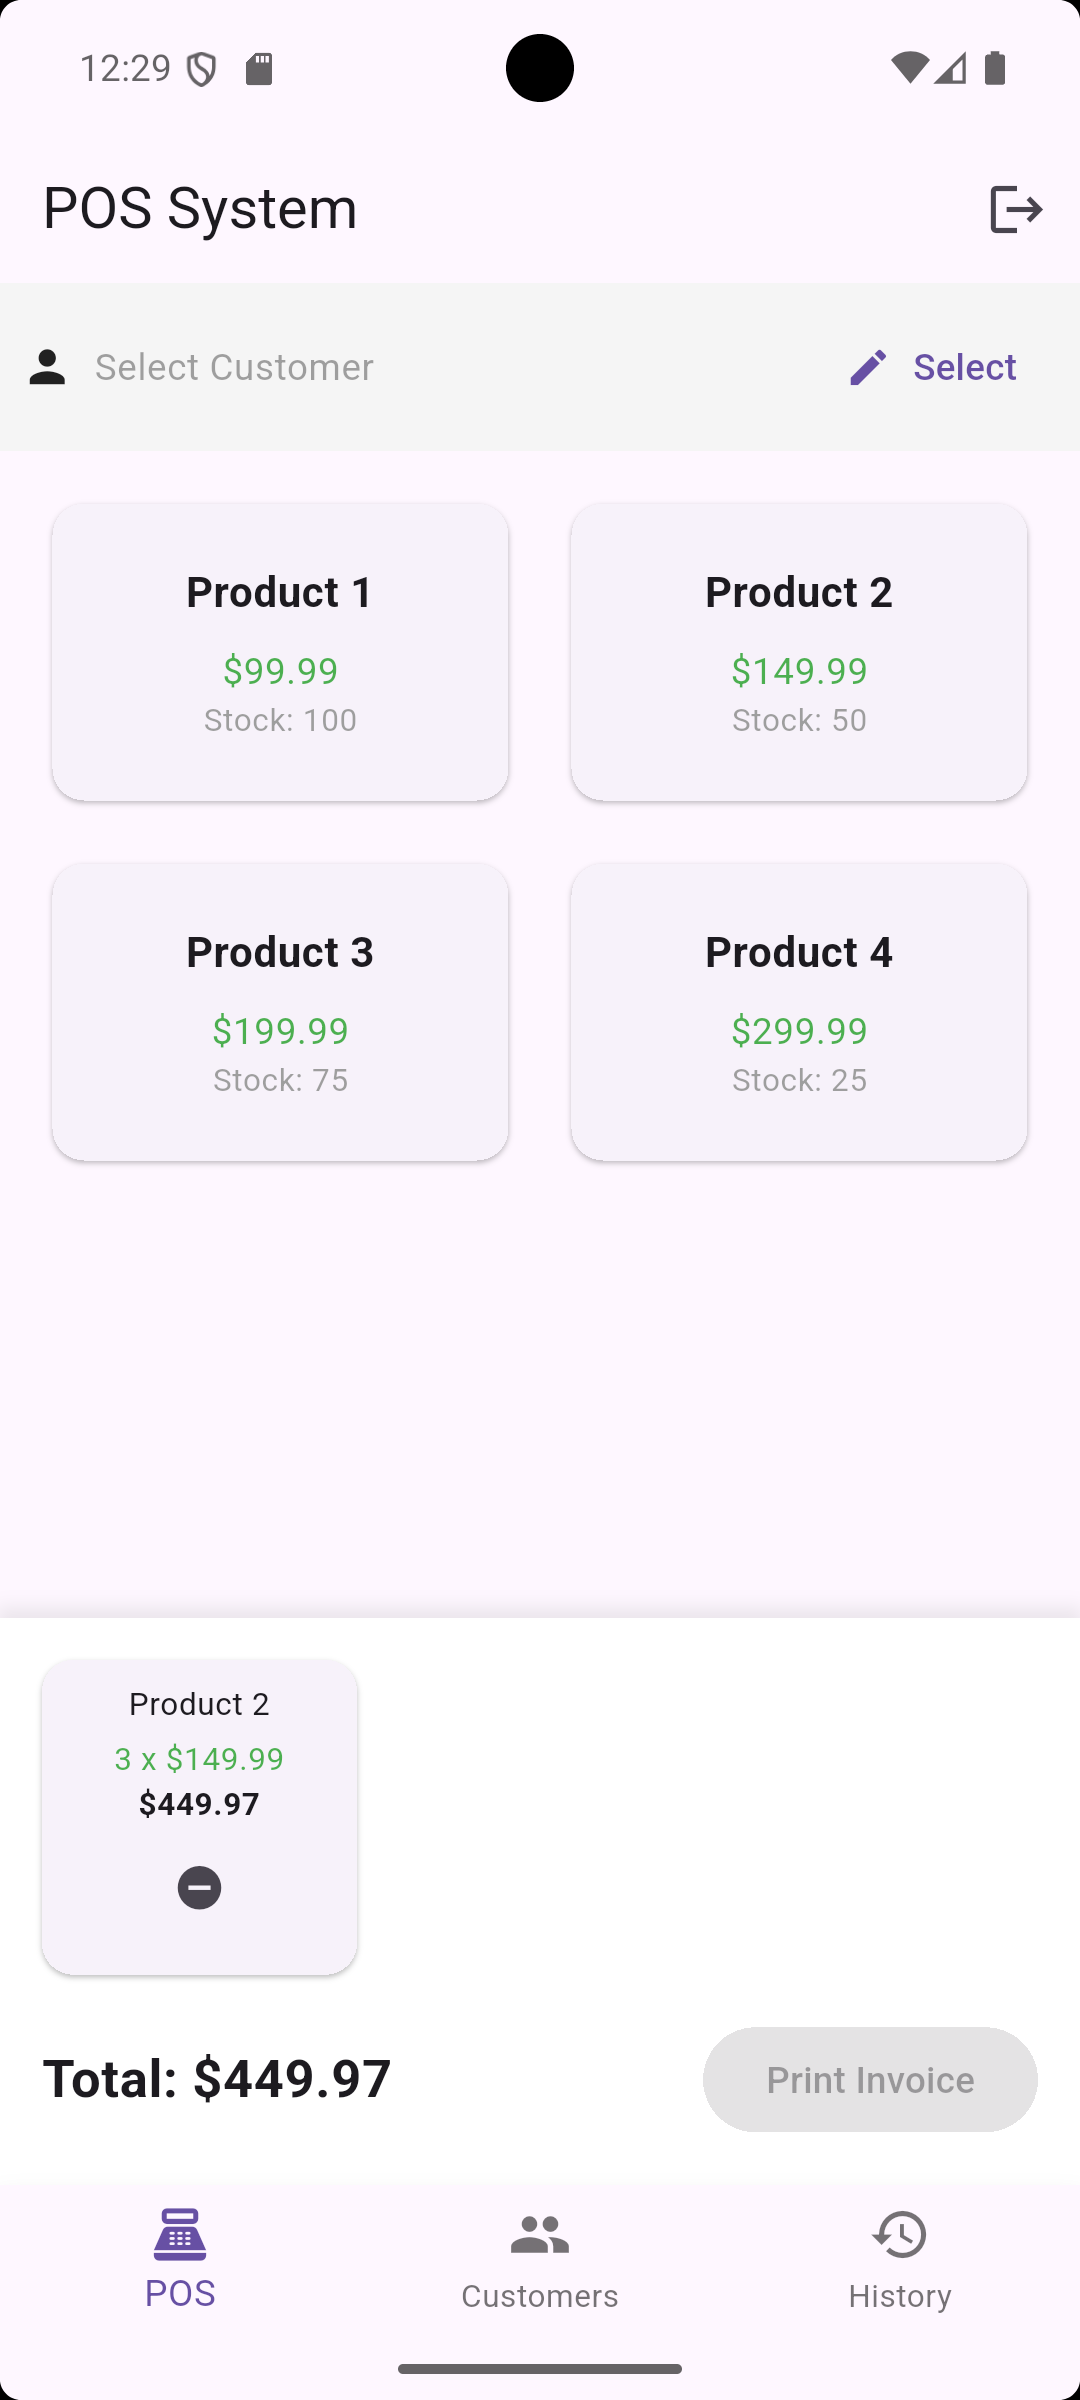 12:29
POS System
Select Customer
Select
Product 1
$99.99
Stock: 100
Product 2
$149.99
Stock: 50
Product 3
$199.99
Stock: 75
Product 4
$299.99
Stock: 25
Product 2
3 x $149.99
$449.97
Total: $449.97
Print Invoice
POS
Customers
History